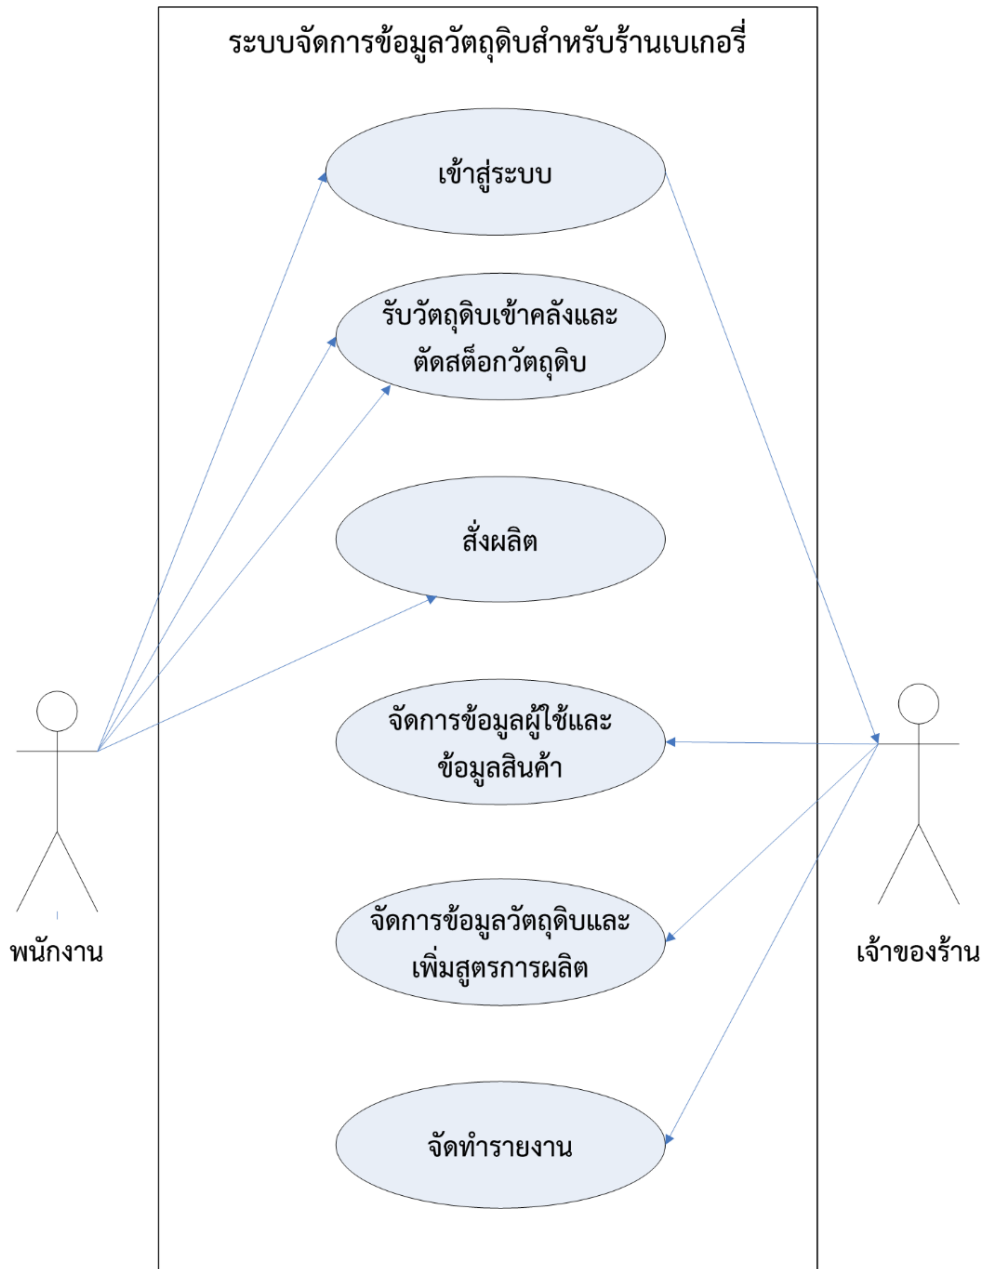 ระบบจัดการข้อมูลวัตถุดิบสำหรับร้านเบเกอรี่
เข้าสู่ระบบ
รับวัตถุดิบเข้าคลังและ
ตัดสต็อกวัตถุดิบ
สั่งผลิต
จัดการข้อมูลผู้ใช้และ
ข้อมูลสินค้า
จัดการข้อมูลวัตถุดิบและ
เพิ่มสูตรการผลิต
จัดทำรายงาน
พนักงาน
เจ้าของร้าน